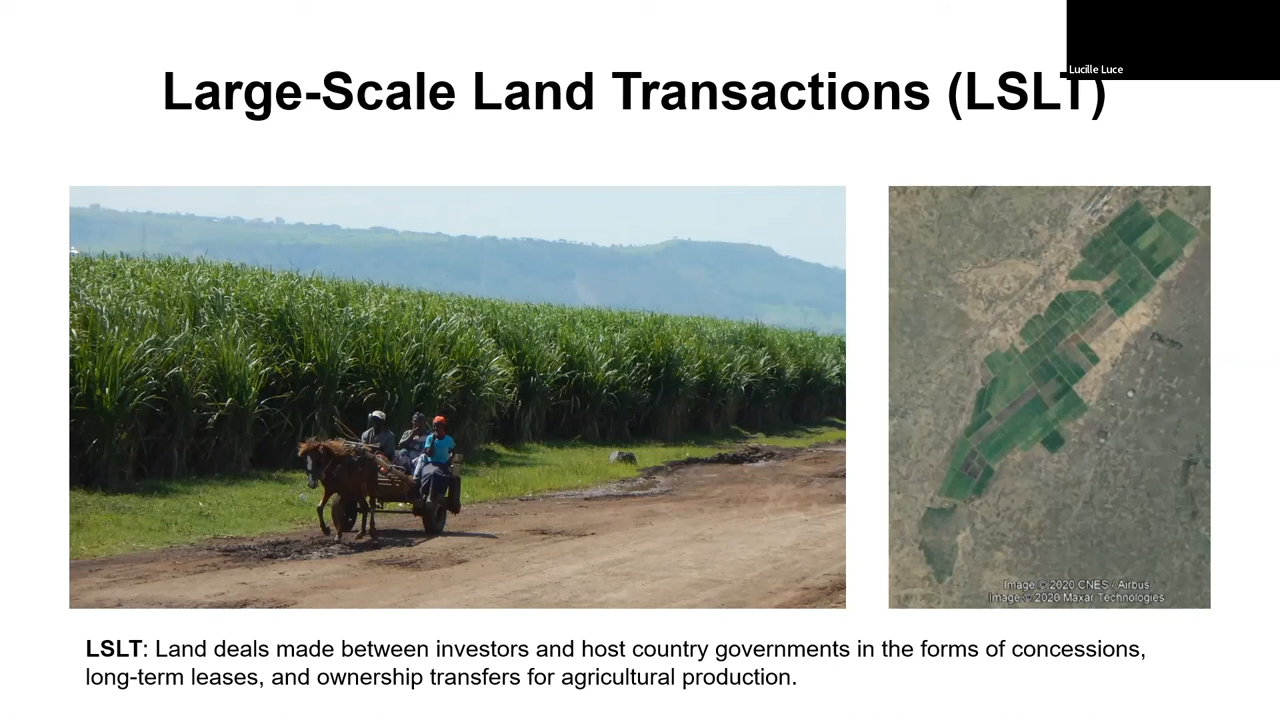 Lucille Luce
Large-Scale Land Transactions (LSLT)
Image © 2020 CNES / Airbus
Image © 2020 Maxar Technologies
LSLT: Land deals made between investors and host country governments in the forms of concessions,
long-term leases, and ownership transfers for agricultural production.